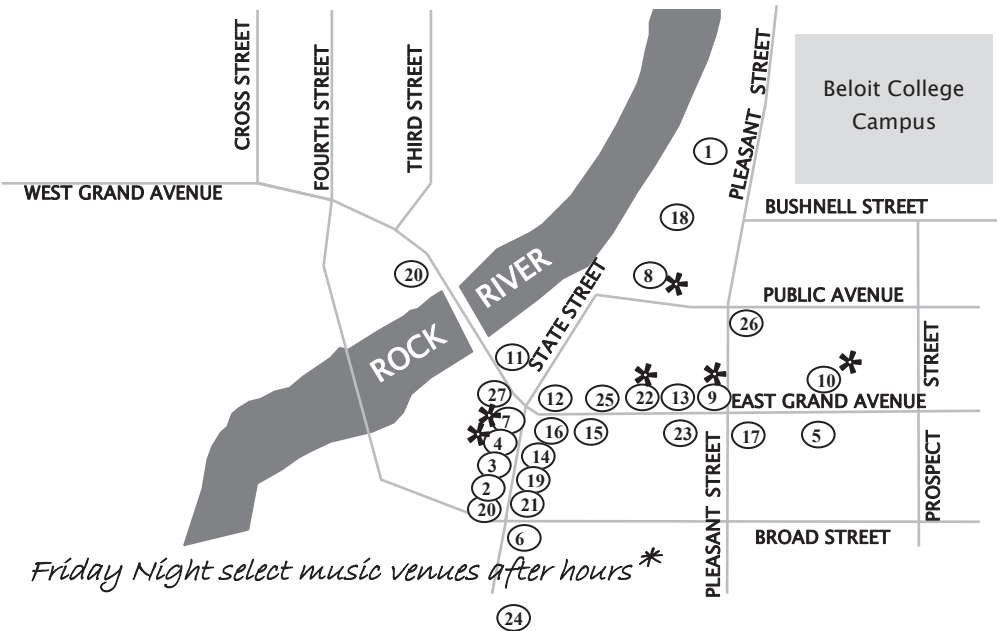 CROSS STREET
FOURTH STREET
THIRD STREET
PLEASANT STREET
Beloit College
Campus
1
WEST GRAND AVENUE
BUSHNELL STREET
18
20
RIVER
8 *
STATE STREET
PUBLIC AVENUE
26
ROCK
11
STREET
10 *
27
12
25
22 *
13
9 *
EAST GRAND AVENUE
* 7
* 4
16
15
23
17
5
3
14
2
19
20
21
PLEASANT STREET
PROSPECT
6
BROAD STREET
Friday Night select music venues after hours *
24